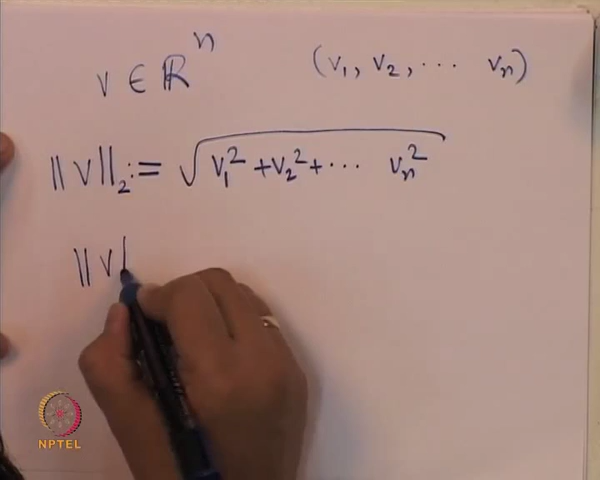 v ∈ ℝⁿ (v₁, v₂, ⋯ vₙ)
‖v‖₂ := √(v₁² + v₂² + ⋯ vₙ²)
‖ v |
NPTEL